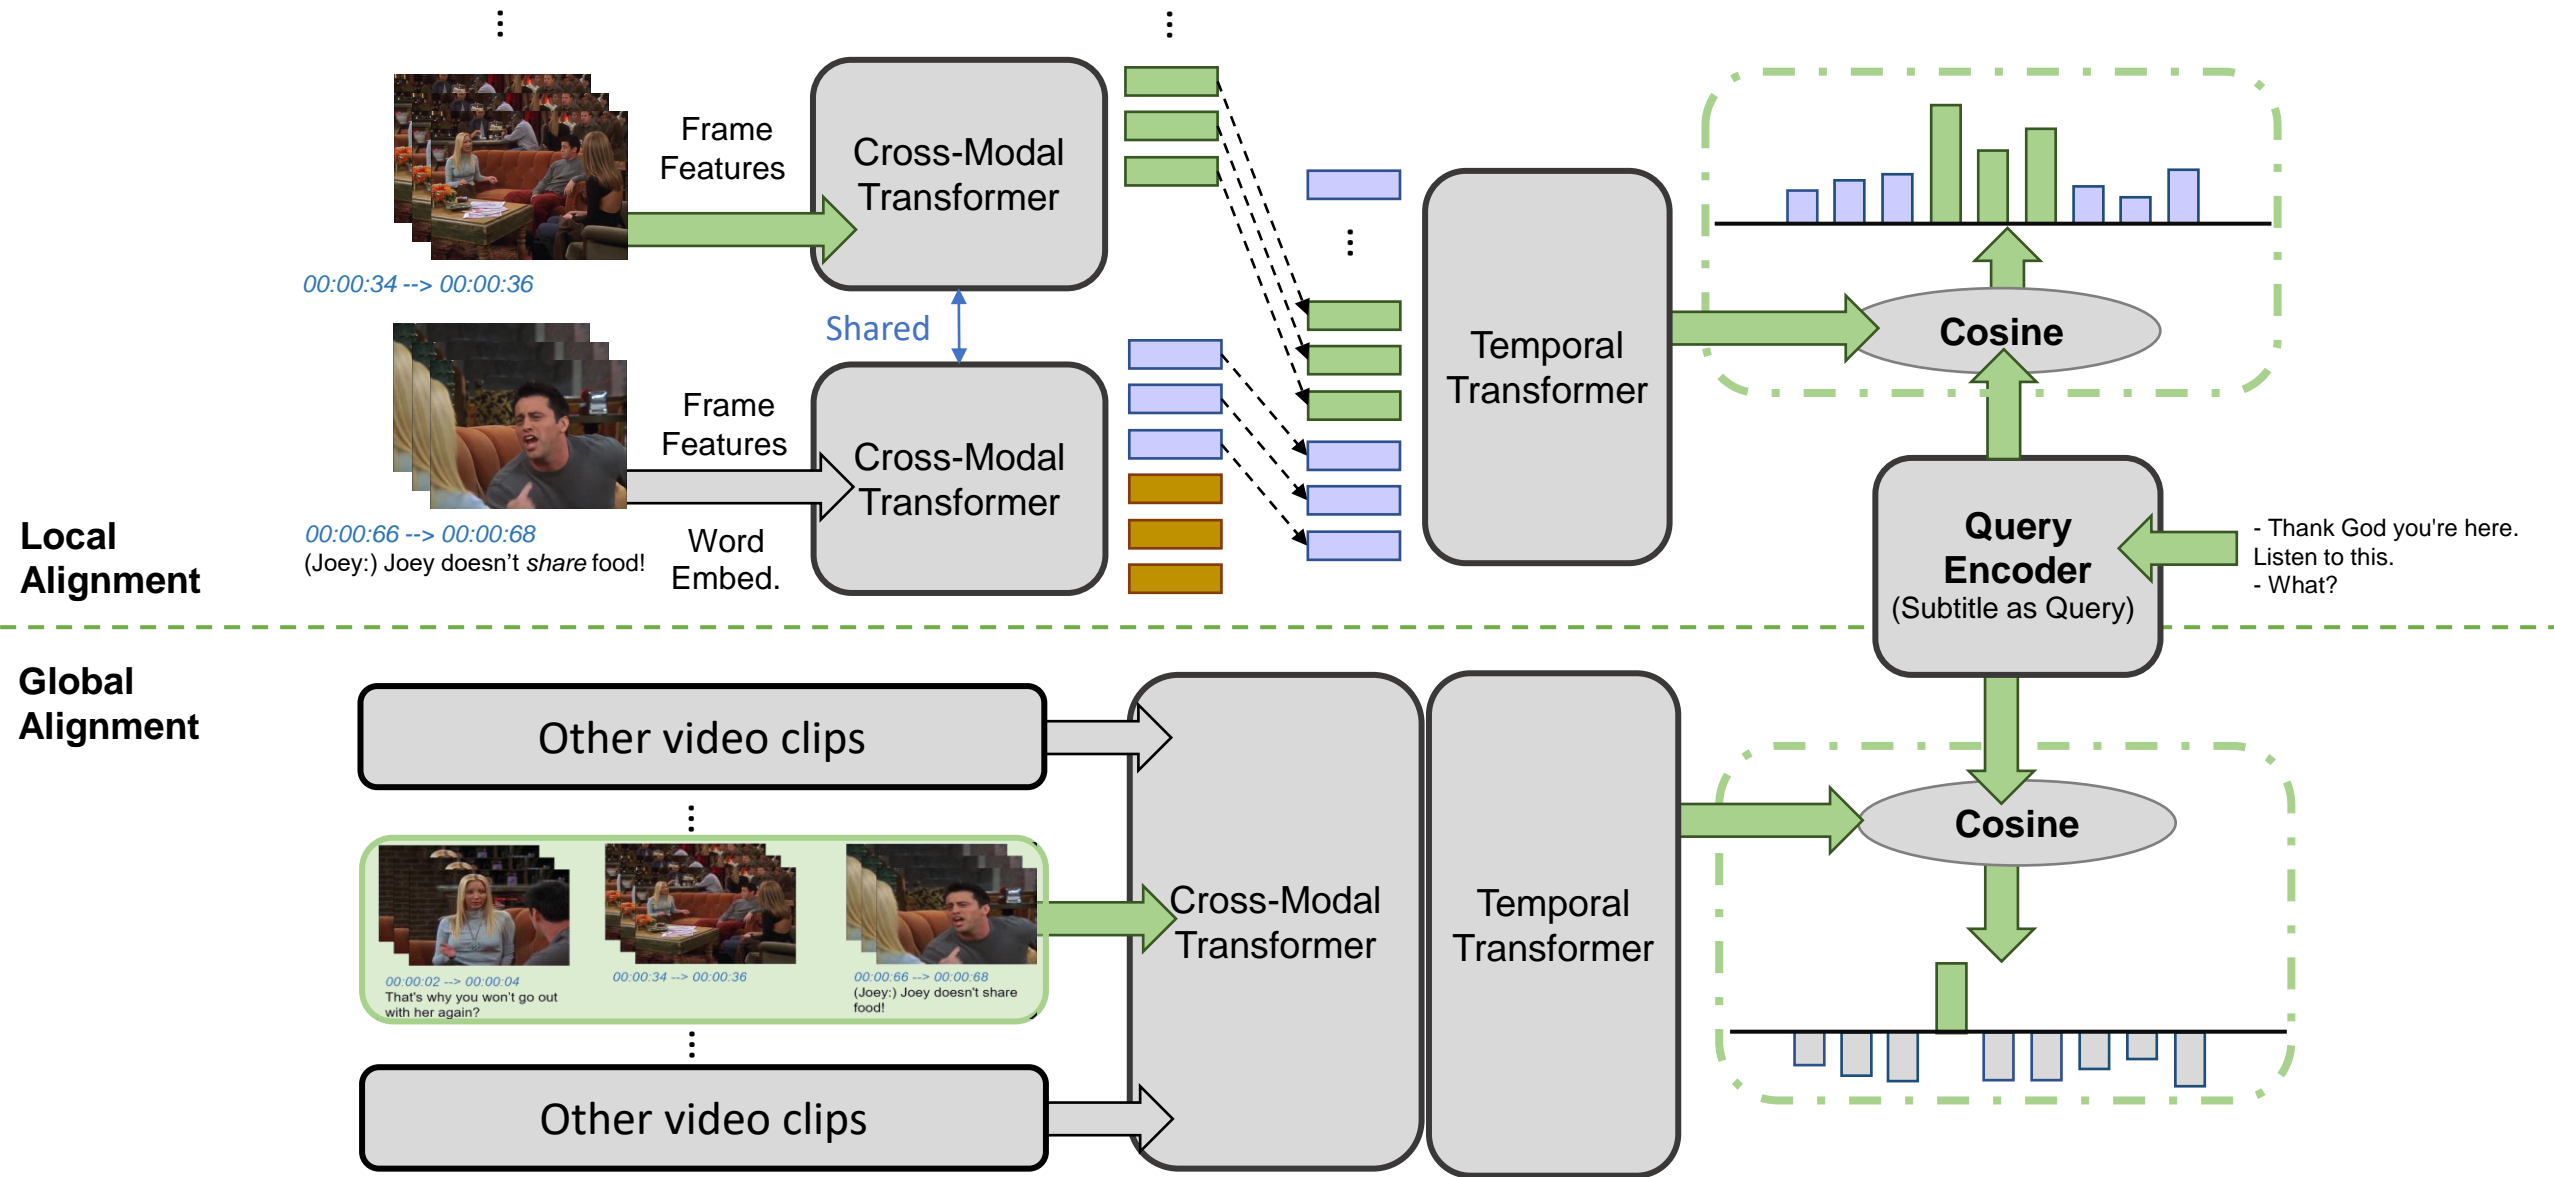 Frame
Features
Cross-Modal
Transformer
00:00:34 --> 00:00:36
Shared
Frame
Features
Cross-Modal
Transformer
00:00:66 --> 00:00:68
(Joey:) Joey doesn't share food!
Word
Embed.
Temporal
Transformer
Cosine
Query
Encoder
(Subtitle as Query)
- Thank God you're here.
Listen to this.
- What?
Local
Alignment
Global
Alignment
Other video clips
00:00:02 --> 00:00:04
That's why you won't go out
with her again?
00:00:34 --> 00:00:36
00:00:66 --> 00:00:68
(Joey:) Joey doesn't share
food!
Other video clips
Cross-Modal
Transformer
Temporal
Transformer
Cosine